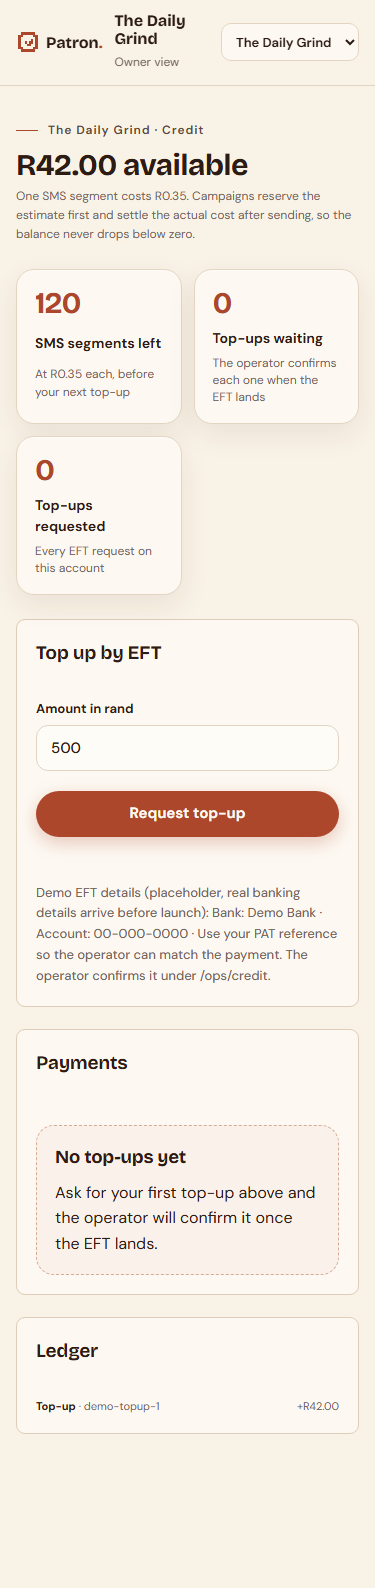 Patron.
The Daily
Grind
Owner view
The Daily Grind
The Daily Grind · Credit
R42.00 available
One SMS segment costs R0.35. Campaigns reserve the
estimate first and settle the actual cost after sending, so the
balance never drops below zero.
120
SMS segments left
At R0.35 each, before
your next top-up
0
Top-ups waiting
The operator confirms
each one when the
EFT lands
0
Top-ups
requested
Every EFT request on
this account
Top up by EFT
Amount in rand
500
Request top-up
Demo EFT details (placeholder, real banking
details arrive before launch): Bank: Demo Bank ·
Account: 00-000-0000 · Use your PAT reference
so the operator can match the payment. The
operator confirms it under /ops/credit.
Payments
No top-ups yet
Ask for your first top-up above and
the operator will confirm it once
the EFT lands.
Ledger
Top-up · demo-topup-1 +R42.00